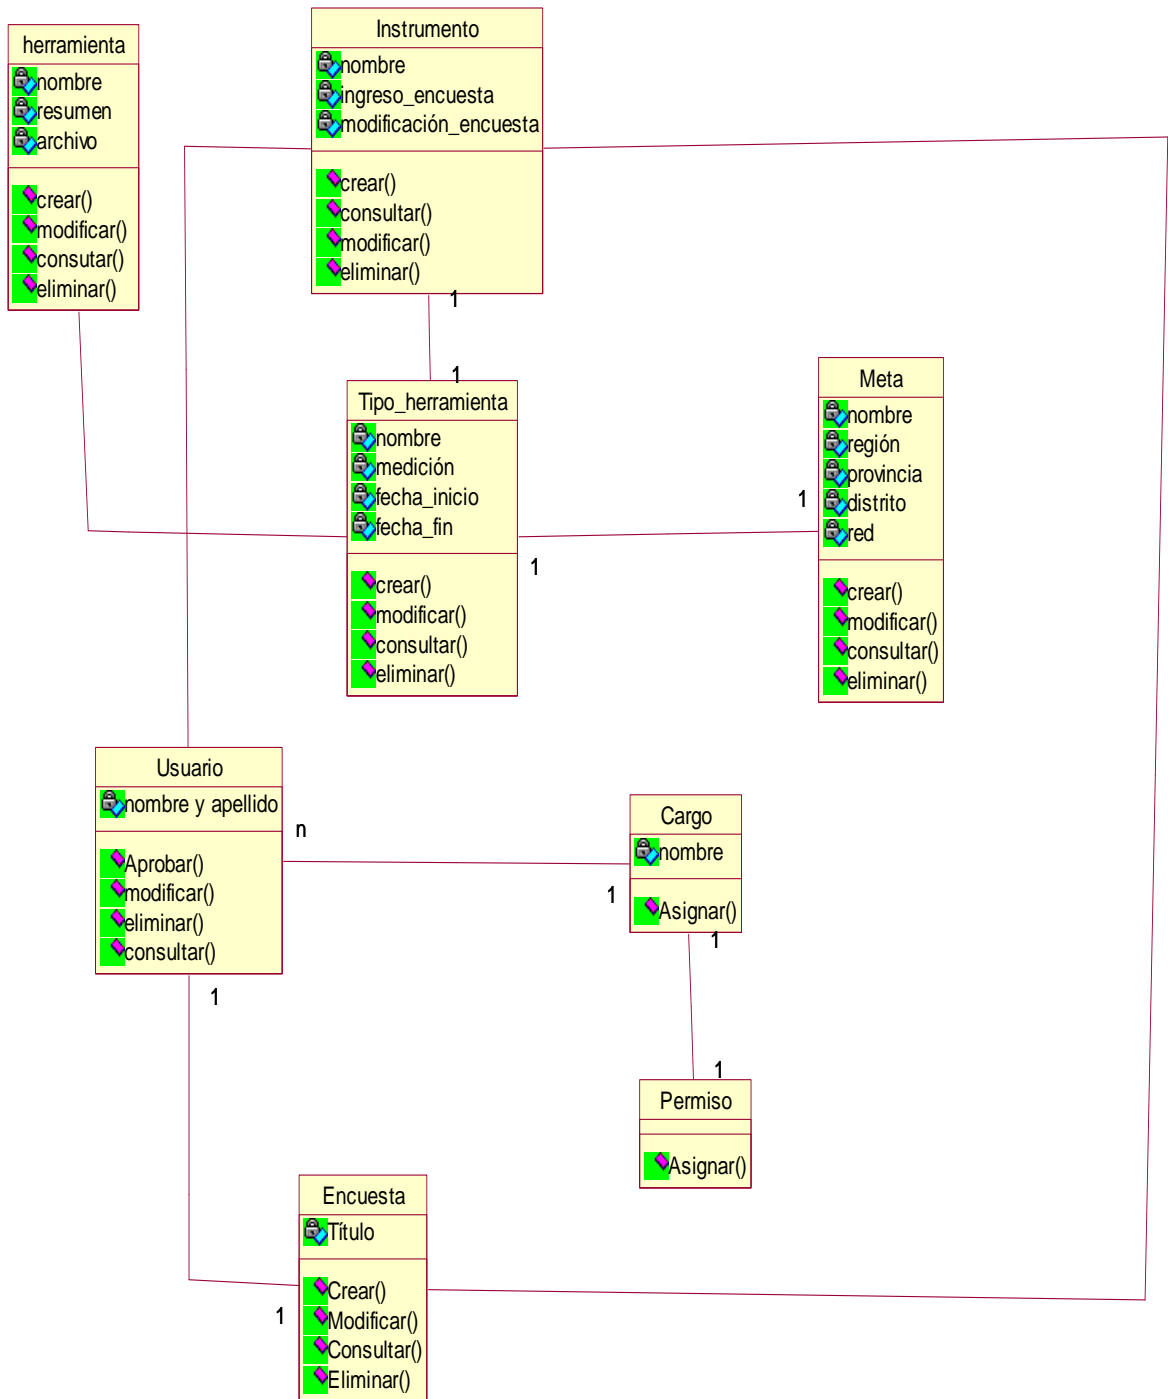 herramienta
nombre
resumen
archivo
crear()
modificar()
consutar()
eliminar()
Instrumento
nombre
ingreso_encuesta
modificación_encuesta
crear()
consultar()
modificar()
eliminar()
1
1
Tipo_herramienta
nombre
medición
fecha_inicio
fecha_fin
crear()
modificar()
consultar()
eliminar()
1
1
Meta
nombre
región
provincia
distrito
red
crear()
modificar()
consultar()
eliminar()
Usuario
nombre y apellido
Aprobar()
modificar()
eliminar()
consultar()
n
1
Cargo
nombre
Asignar()
1
1
Permiso
Asignar()
1
1
Encuesta
Título
Crear()
Modificar()
Consultar()
Eliminar()